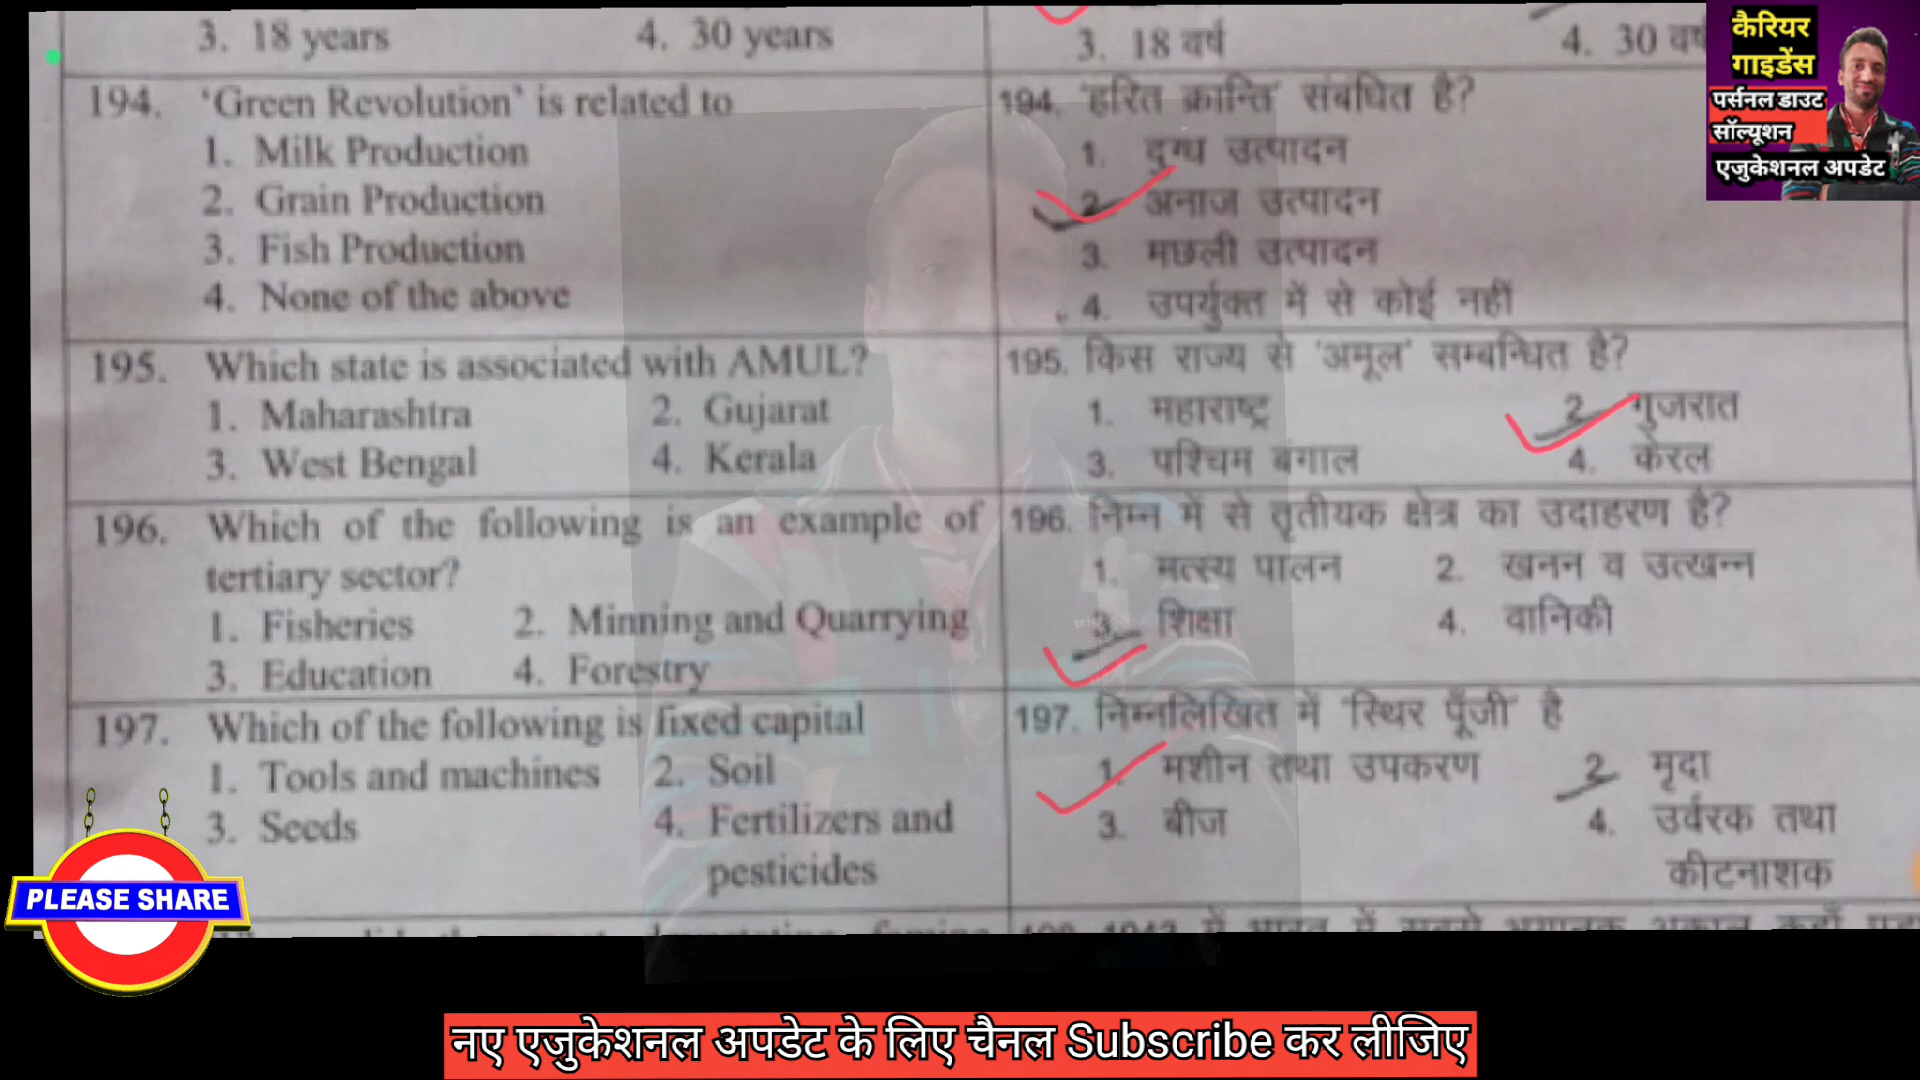 3. 18 years 4. 30 years
194. 'Green Revolution' is related to
1. Milk Production
2. Grain Production
3. Fish Production
4. None of the above
195. Which state is associated with AMUL?
1. Maharashtra 2. Gujarat
3. West Bengal 4. Kerala
196. Which of the following is an example of
tertiary sector?
1. Fisheries 2. Minning and Quarrying
3. Education 4. Forestry
197. Which of the following is fixed capital
1. Tools and machines 2. Soil
3. Seeds 4. Fertilizers and
pesticides
3. 18 वर्ष 4. 30 वर्ष
194. 'हरित क्रान्ति' संबंधित है?
1. दुग्ध उत्पादन
2. अनाज उत्पादन
3. मछली उत्पादन
4. उपर्युक्त में से कोई नहीं
195. किस राज्य से 'अमूल' सम्बन्धित है?
1. महाराष्ट्र 2. गुजरात
3. पश्चिम बंगाल 4. केरल
196. निम्न में से तृतीयक क्षेत्र का उदाहरण है?
1. मत्स्य पालन 2. खनन व उत्खन्न
3. शिक्षा 4. वानिकी
197. निम्नलिखित में 'स्थिर पूँजी' है
1. मशीन तथा उपकरण 2. मृदा
3. बीज 4. उर्वरक तथा
कीटनाशक
कैरियर
गाइडेंस
पर्सनल डाउट
सॉल्यूशन
एजुकेशनल अपडेट
PLEASE SHARE
नए एजुकेशनल अपडेट के लिए चैनल Subscribe कर लीजिए